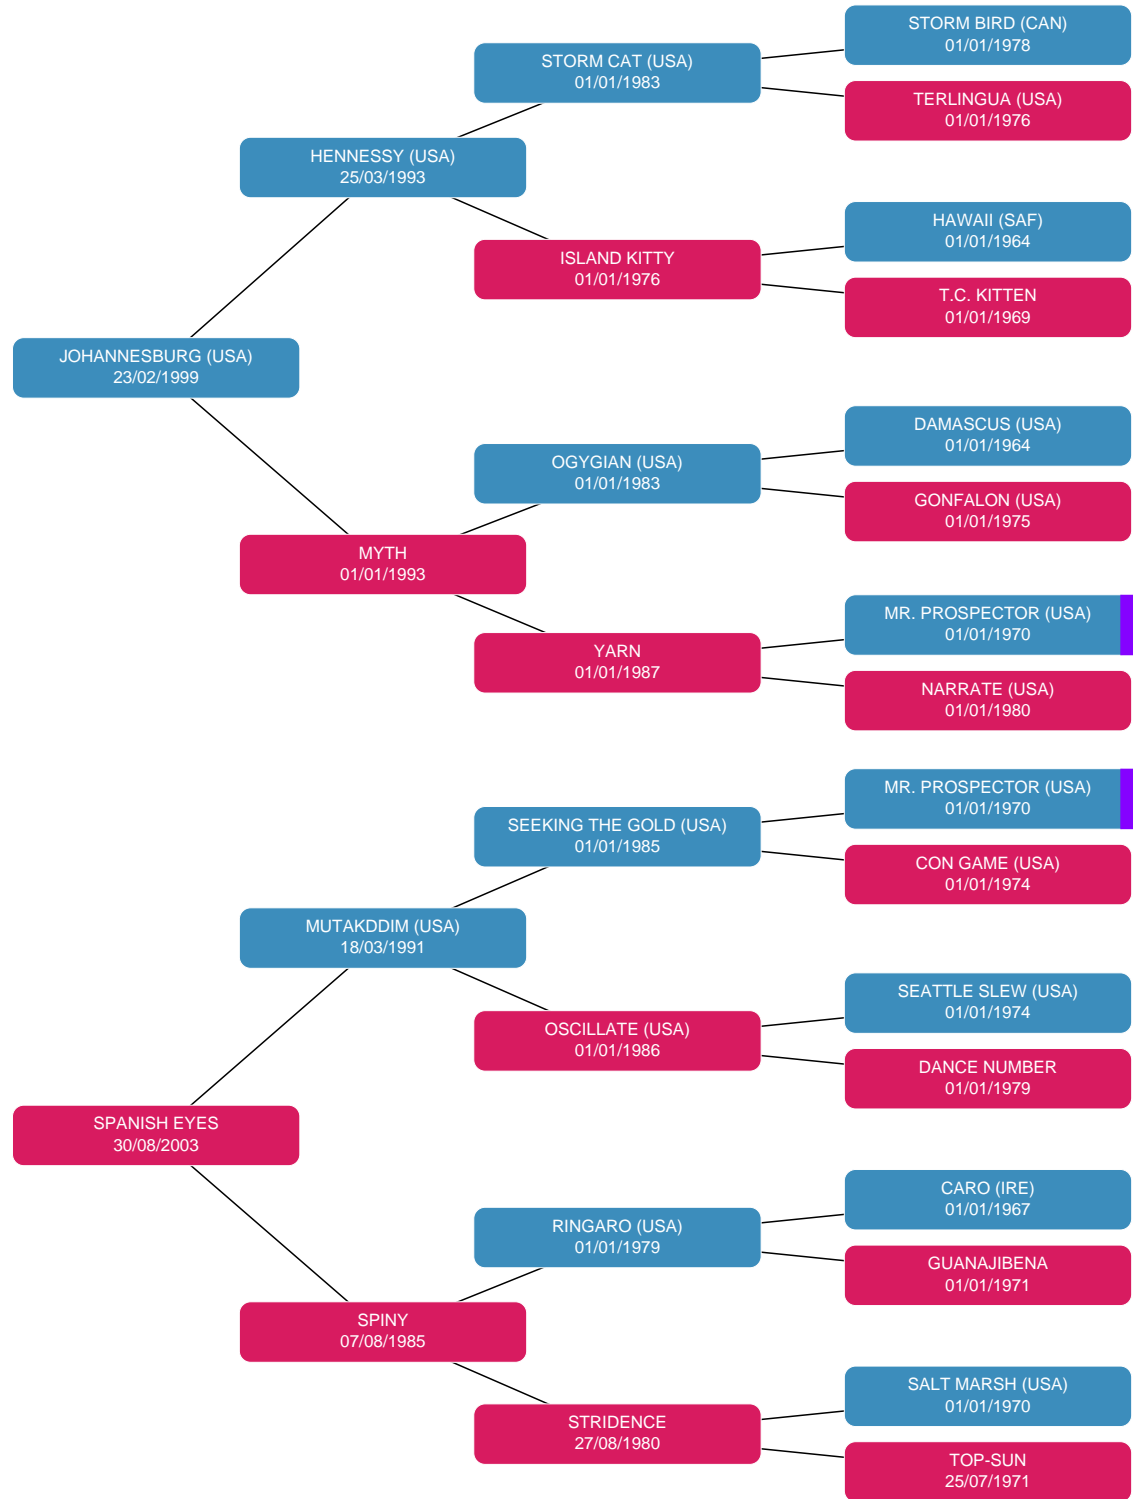 STORM BIRD (CAN)
01/01/1978
STORM CAT (USA)
01/01/1983
TERLINGUA (USA)
01/01/1976
HENNESSY (USA)
25/03/1993
HAWAII (SAF)
01/01/1964
ISLAND KITTY
01/01/1976
T.C. KITTEN
01/01/1969
JOHANNESBURG (USA)
23/02/1999
DAMASCUS (USA)
01/01/1964
OGYGIAN (USA)
01/01/1983
GONFALON (USA)
01/01/1975
MYTH
01/01/1993
MR. PROSPECTOR (USA)
01/01/1970
YARN
01/01/1987
NARRATE (USA)
01/01/1980
MR. PROSPECTOR (USA)
01/01/1970
SEEKING THE GOLD (USA)
01/01/1985
CON GAME (USA)
01/01/1974
MUTAKDDIM (USA)
18/03/1991
SEATTLE SLEW (USA)
01/01/1974
OSCILLATE (USA)
01/01/1986
DANCE NUMBER
01/01/1979
SPANISH EYES
30/08/2003
CARO (IRE)
01/01/1967
RINGARO (USA)
01/01/1979
GUANAJIBENA
01/01/1971
SPINY
07/08/1985
SALT MARSH (USA)
01/01/1970
STRIDENCE
27/08/1980
TOP-SUN
25/07/1971